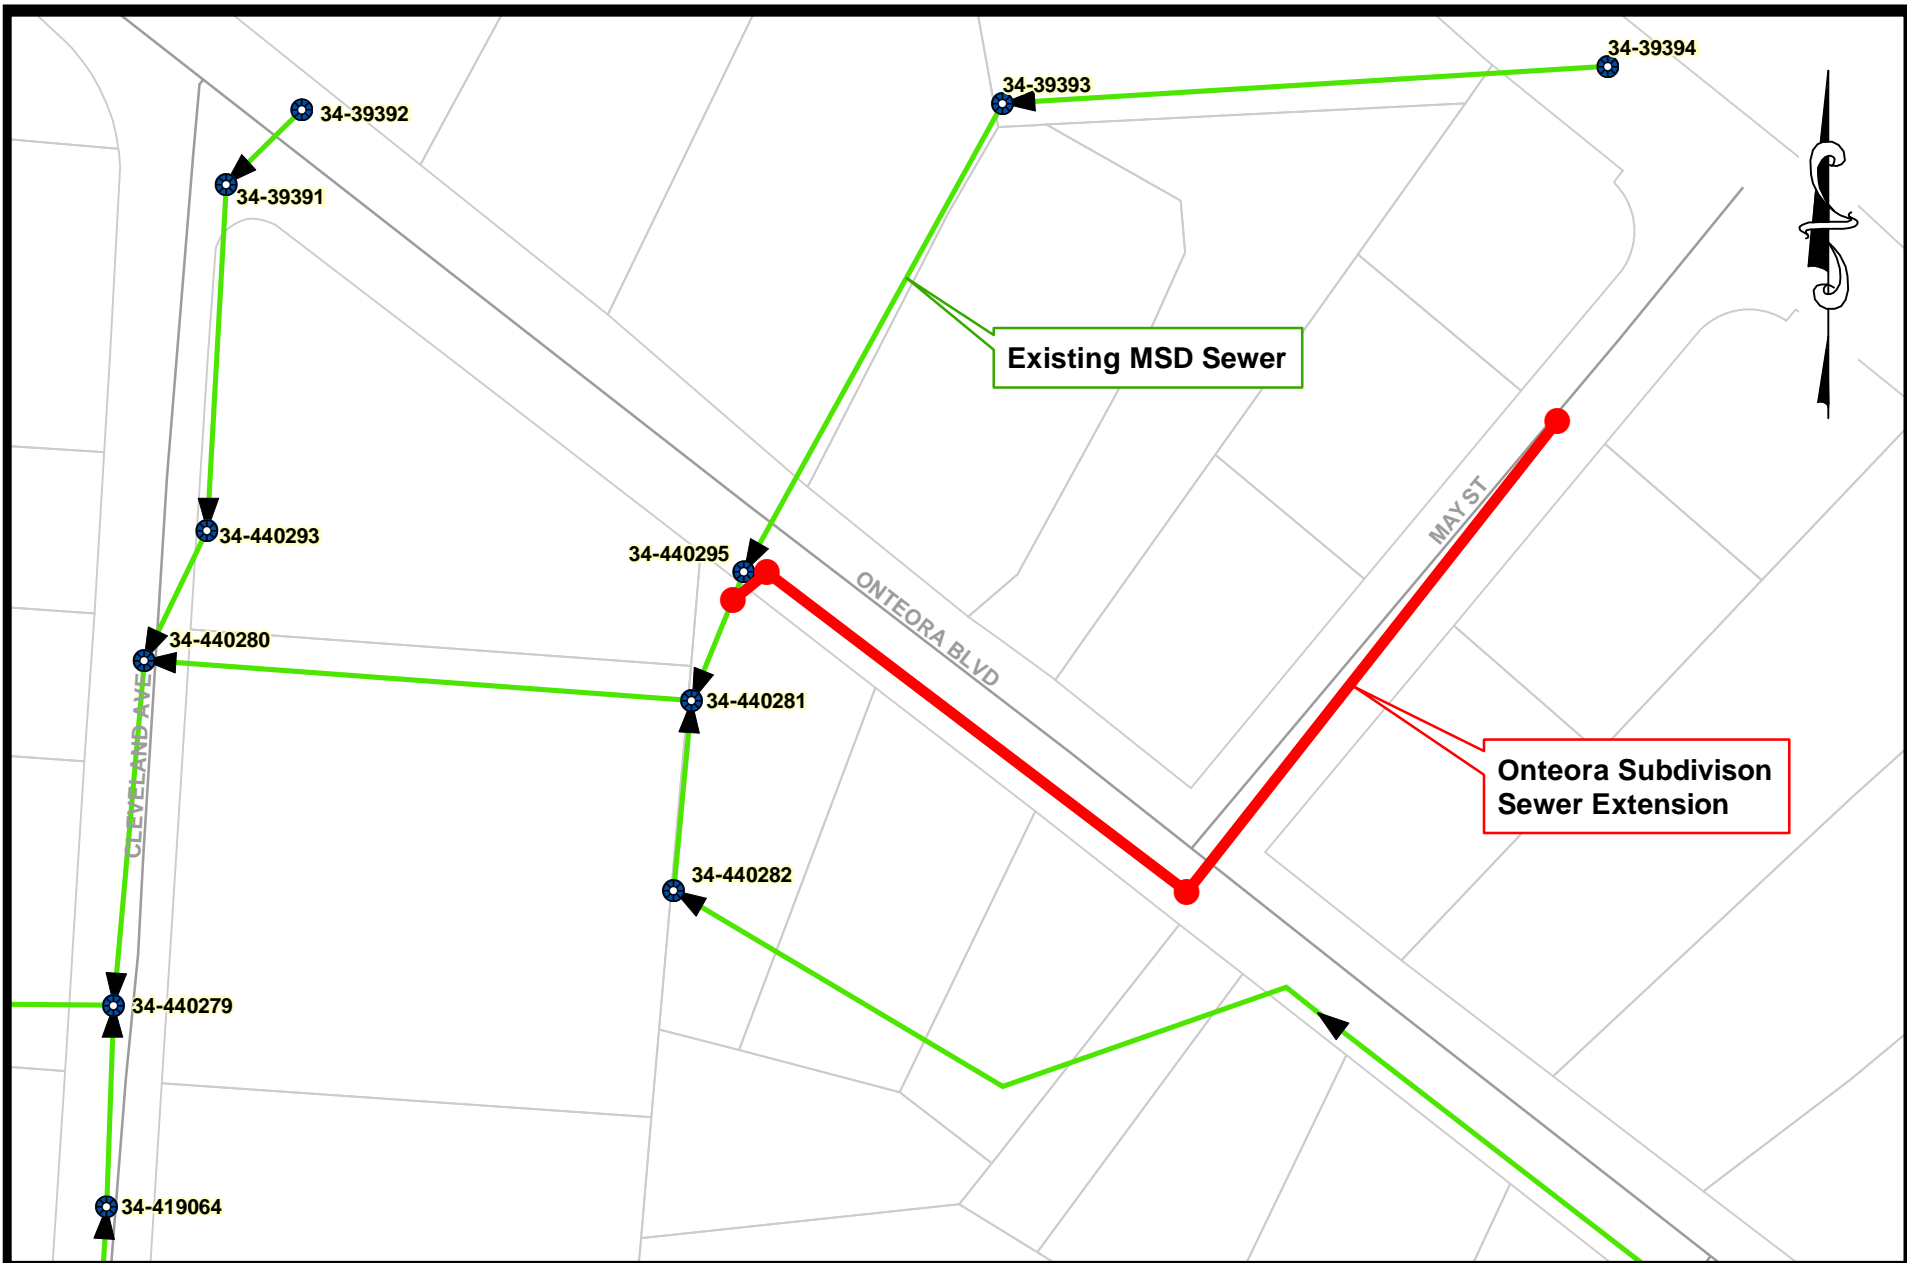 34-39394
34-39393
34-39392
34-39391
Existing MSD Sewer
MAY ST
34-440293
34-440295
ONTEORA BLVD
34-440280
34-440281
CLEVELAND AVE
Onteora Subdivison
Sewer Extension
34-440282
34-440279
34-419064